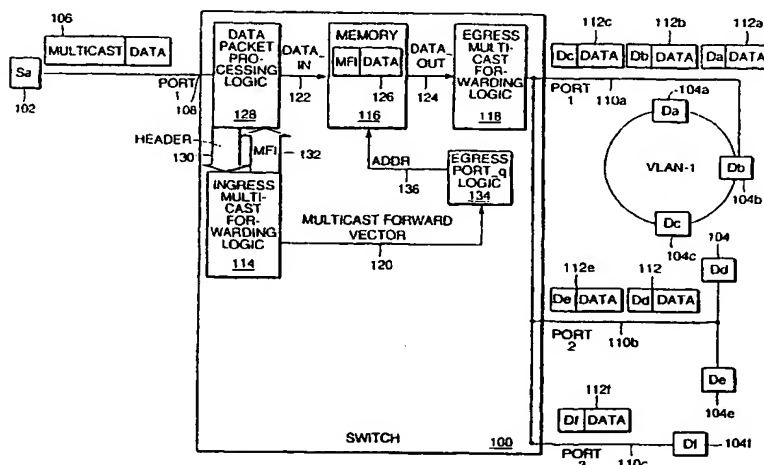 106
MULTICAST DATA
Sa
102
PORT
1
108
DATA
PACKET
PRO-
CESSING
LOGIC
128
DATA_
IN
122
MEMORY
MFI DATA
126
116
DATA_
OUT
124
EGRESS
MULTI-
CAST
FOR-
WARDING
LOGIC
118
HEADER
130
MFI
132
INGRESS
MULTI-
CAST
FOR-
WARDING
LOGIC
114
ADDR
136
EGRESS
PORT_q
LOGIC
134
MULTICAST FORWARD
VECTOR
120
SWITCH
100
112c
112b
112a
Dc DATA
Db DATA
Da DATA
PORT
1
110a
104a
Da
VLAN-1
Db
104b
Dc
104c
104
Dd
112e
112
De DATA
Dd DATA
PORT
2
110b
De
104e
112f
Df DATA
PORT
110c
Df
104f